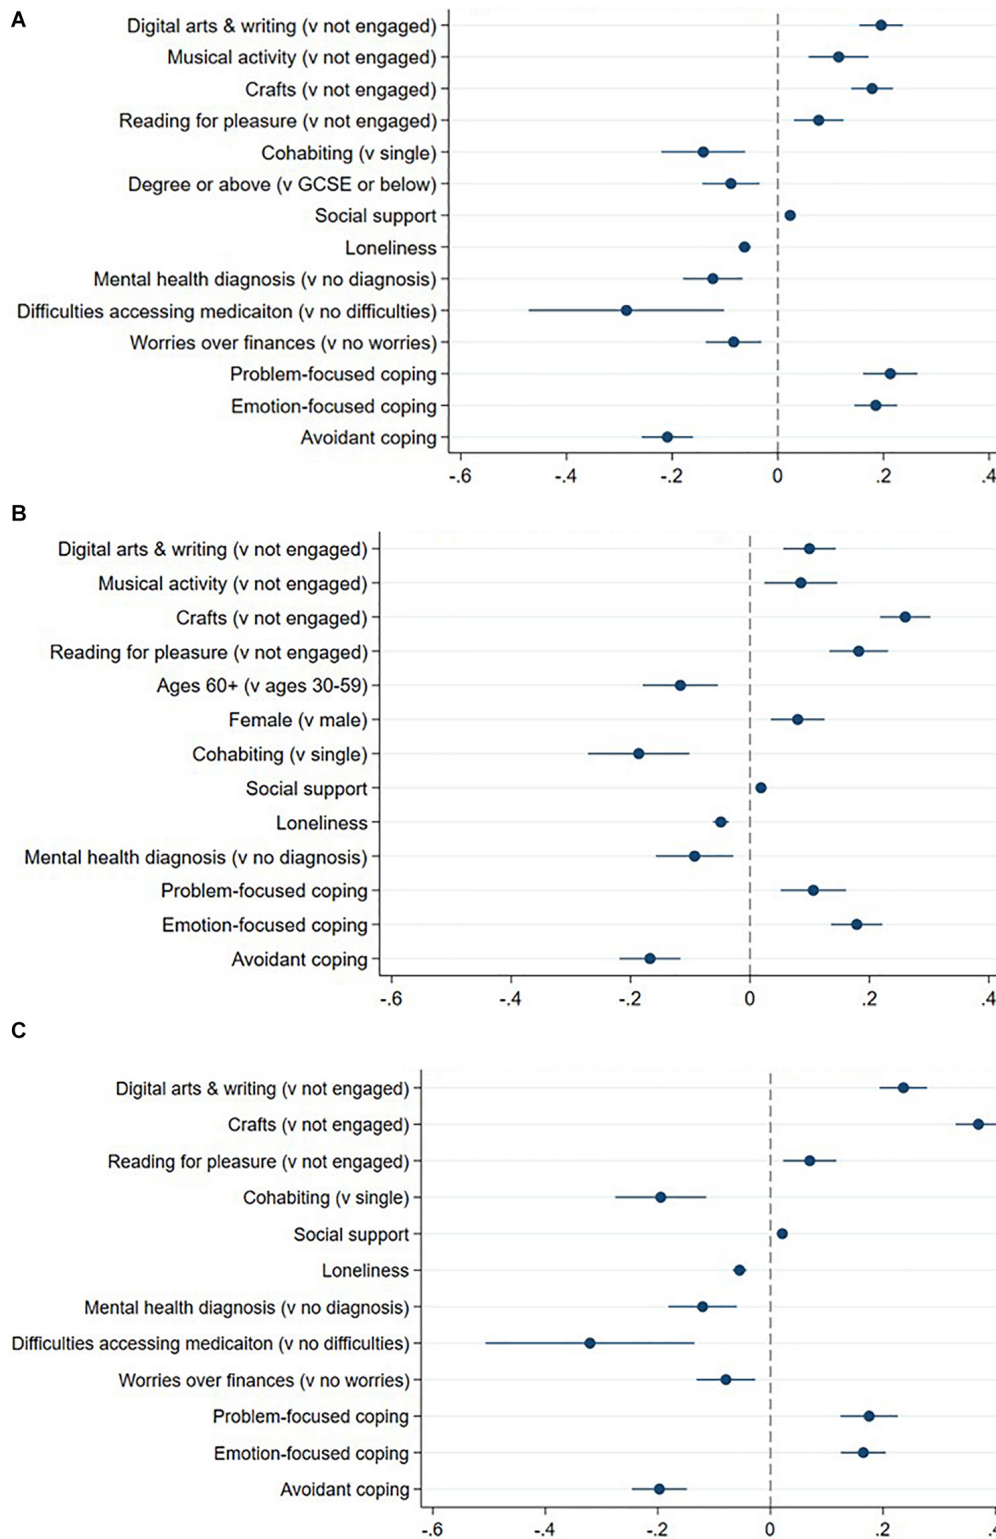 A
Digital arts & writing (v not engaged)
Musical activity (v not engaged)
Crafts (v not engaged)
Reading for pleasure (v not engaged)
Cohabiting (v single)
Degree or above (v GCSE or below)
Social support
Loneliness
Mental health diagnosis (v no diagnosis)
Difficulties accessing medicaiton (v no difficulties)
Worries over finances (v no worries)
Problem-focused coping
Emotion-focused coping
Avoidant coping
-.6 -.4 -.2 0 .2 .4
B
Digital arts & writing (v not engaged)
Musical activity (v not engaged)
Crafts (v not engaged)
Reading for pleasure (v not engaged)
Ages 60+ (v ages 30-59)
Female (v male)
Cohabiting (v single)
Social support
Loneliness
Mental health diagnosis (v no diagnosis)
Problem-focused coping
Emotion-focused coping
Avoidant coping
-.6 -.4 -.2 0 .2 .4
C
Digital arts & writing (v not engaged)
Crafts (v not engaged)
Reading for pleasure (v not engaged)
Cohabiting (v single)
Social support
Loneliness
Mental health diagnosis (v no diagnosis)
Difficulties accessing medicaiton (v no difficulties)
Worries over finances (v no worries)
Problem-focused coping
Emotion-focused coping
Avoidant coping
-.6 -.4 -.2 0 .2